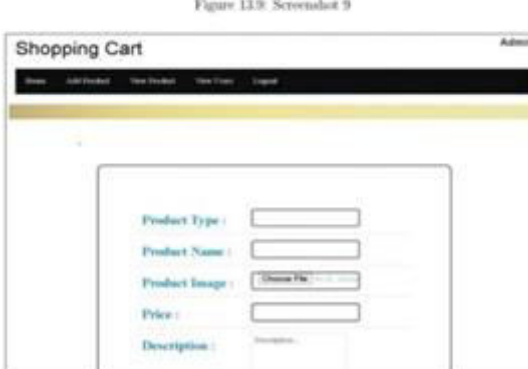 Figure 13.9: Screenshot 9
Shopping Cart
Home Add Product View Product View Users Logout
Product Type :
Product Name :
Product Image :
Choose File
Price :
Description :
Description...